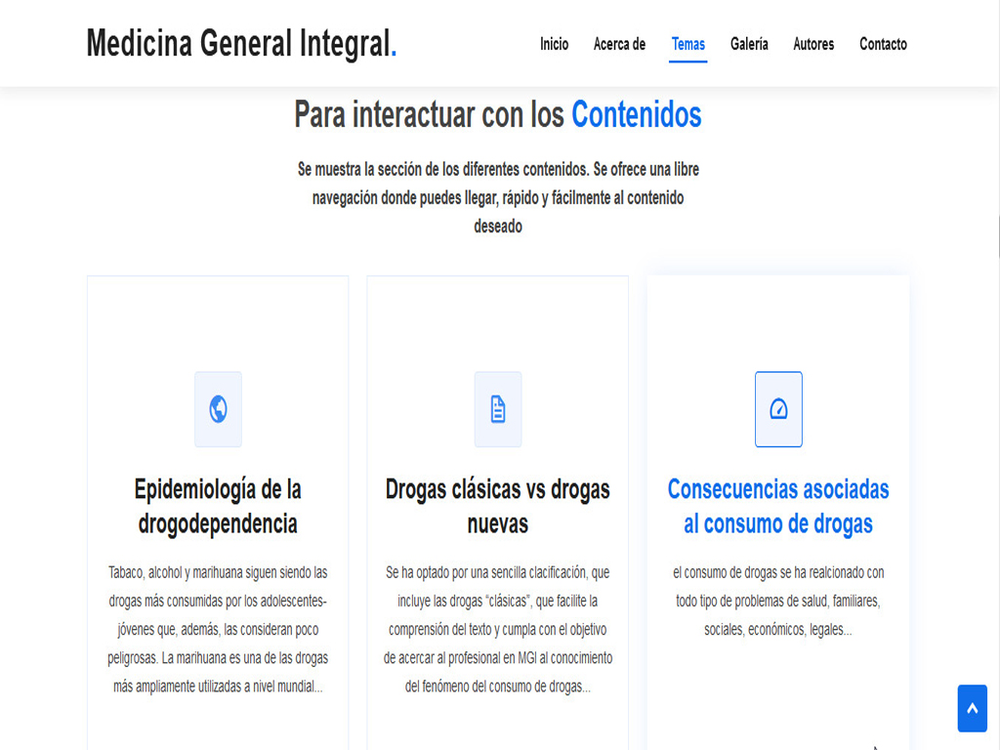 Medicina General Integral.
Inicio Acerca de Temas Galería Autores Contacto
Para interactuar con los Contenidos
Se muestra la sección de los diferentes contenidos. Se ofrece una libre
navegación donde puedes llegar, rápido y fácilmente al contenido
deseado
Epidemiología de la
drogodependencia
Tabaco, alcohol y marihuana siguen siendo las
drogas más consumidas por los adolescentes-
jóvenes que, además, las consideran poco
peligrosas. La marihuana es una de las drogas
más ampliamente utilizadas a nivel mundial...
Drogas clásicas vs drogas
nuevas
Se ha optado por una sencilla clacificación, que
incluye las drogas “clásicas”, que facilite la
comprensión del texto y cumpla con el objetivo
de acercar al profesional en MGI al conocimiento
del fenómeno del consumo de drogas...
Consecuencias asociadas
al consumo de drogas
el consumo de drogas se ha realcionado con
todo tipo de problemas de salud, familiares,
sociales, económicos, legales...